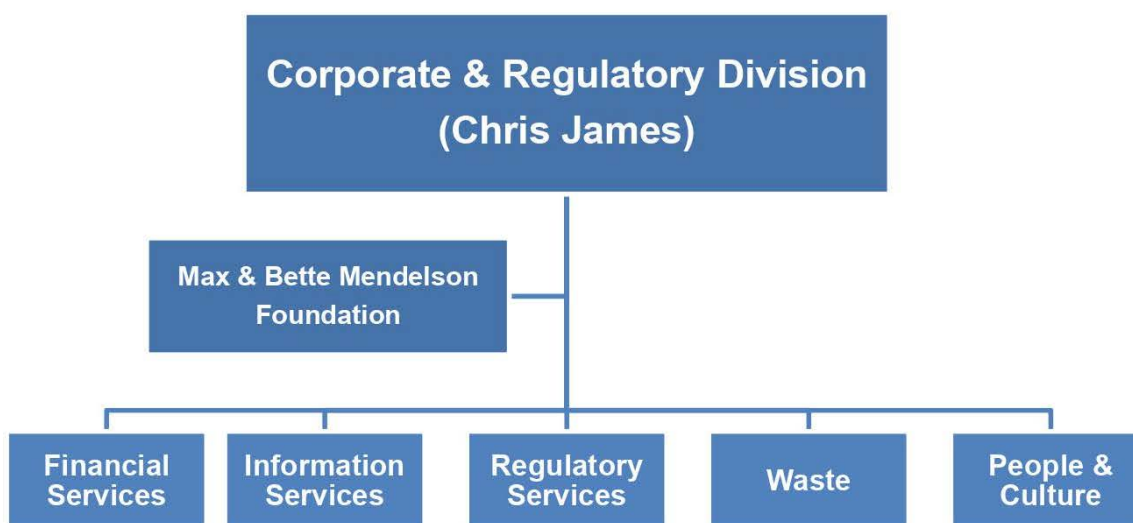 Corporate & Regulatory Division
(Chris James)
Max & Bette Mendelson
Foundation
Financial
Services
Information
Services
Regulatory
Services
Waste
People &
Culture